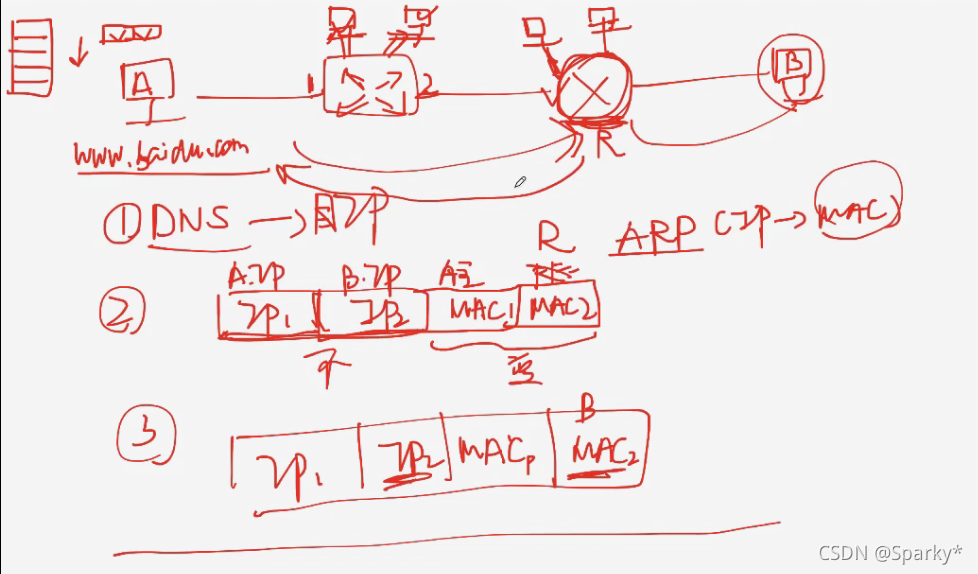 A
1
2
B
www.baidu.com
R
① DNS → 目IP
ARP (IP → MAC)
R
A.IP B.IP A主
② IP1 IP2 MAC1 MAC2
不 变
B
③ IP1 IP2 MACR MAC2
CSDN @Sparky*